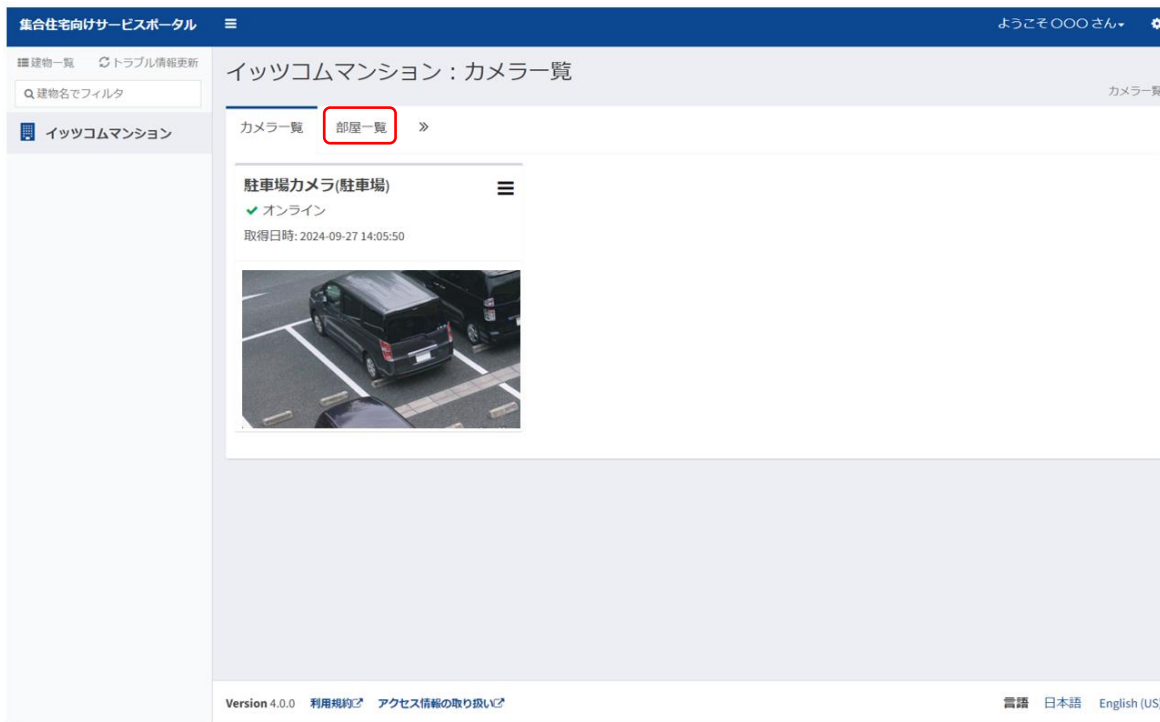 集合住宅向けサービスポータル
ようこそ〇〇〇 さん
建物一覧 トラブル情報更新
建物名でフィルタ
イッツコムマンション
イッツコムマンション：カメラ一覧
カメラ一覧
カメラ一覧 部屋一覧 »
駐車場カメラ(駐車場)
オンライン
取得日時: 2024-09-27 14:05:50
Version 4.0.0 利用規約 アクセス情報の取り扱い
言語 日本語 English (US)